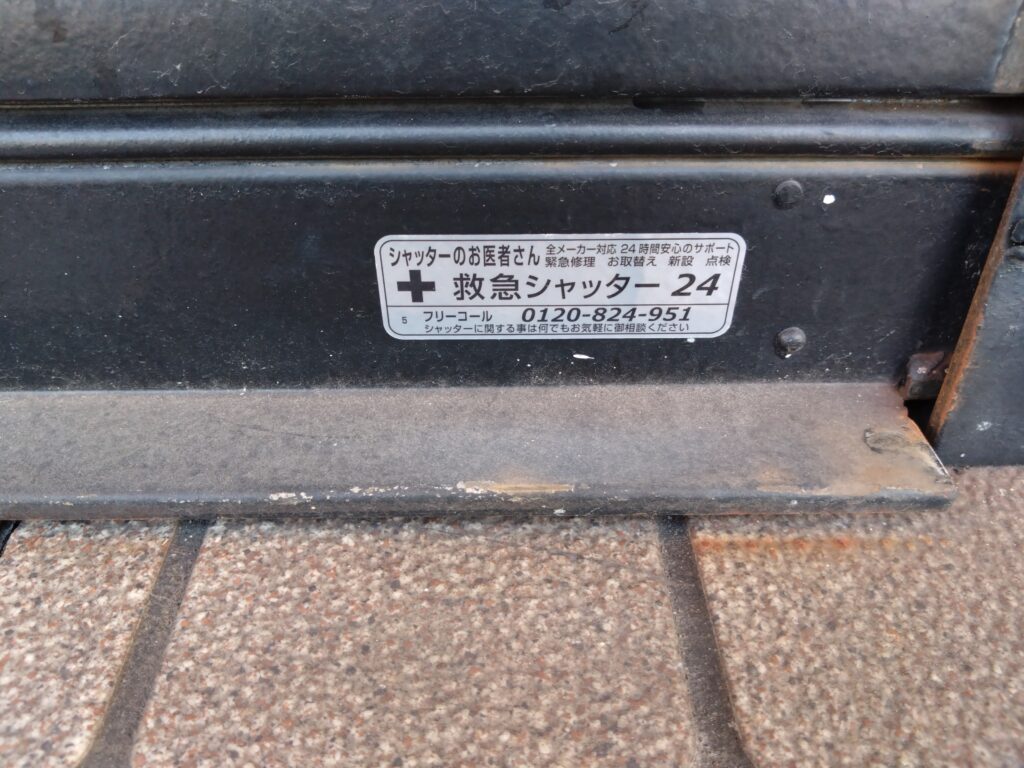 シャッターのお医者さん
全メーカー対応 24時間安心のサポート
緊急修理 お取替え 新設 点検
救急シャッター 24
5 フリーコール 0120-824-951
シャッターに関する事は何でもお気軽に御相談ください